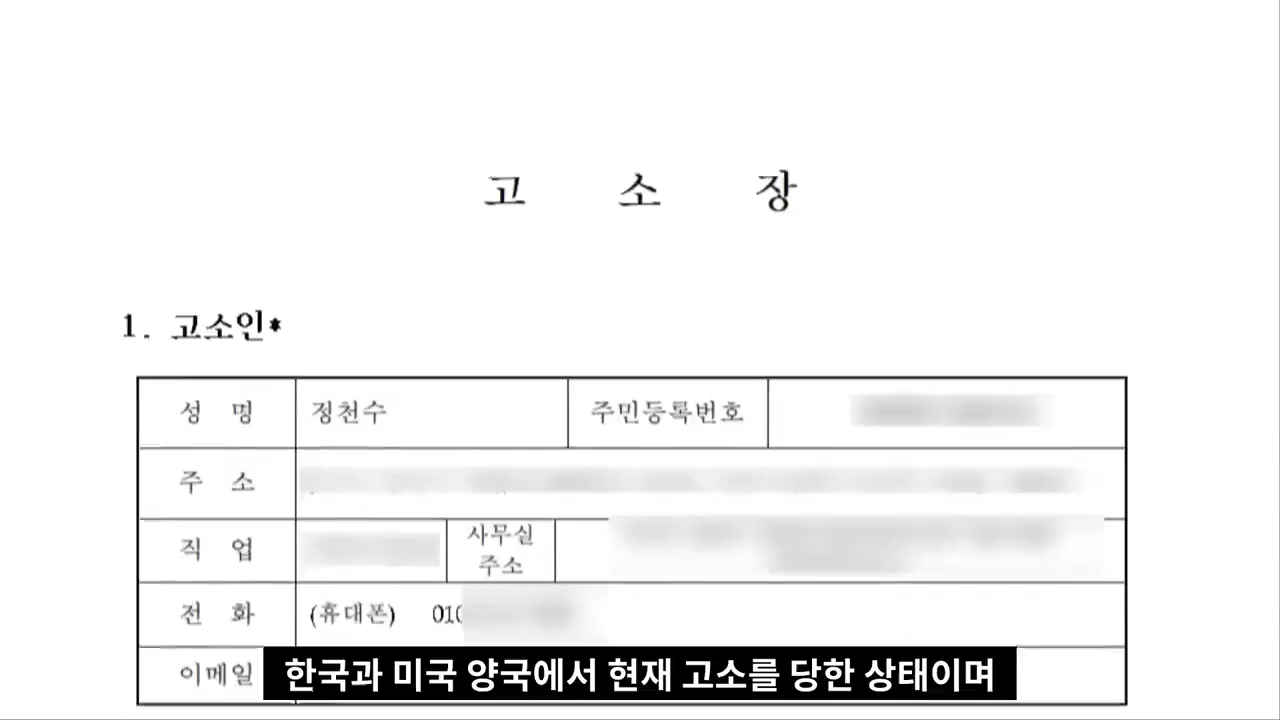 고 소 장
1. 고소인*
성 명 정천수 주민등록번호
주 소
직 업 사무실 주소
전 화 (휴대폰) 010
이메일
한국과 미국 양국에서 현재 고소를 당한 상태이며